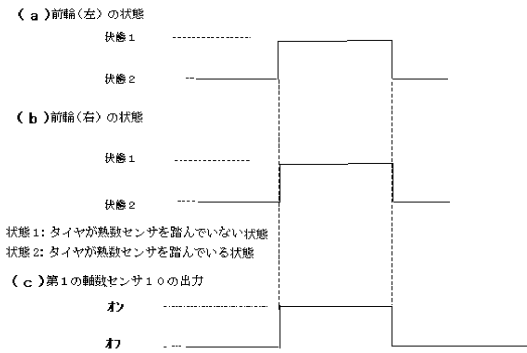 (a)前輪(左)の状態
状態1
状態2
(b)前輪(右)の状態
状態1
状態2
状態1:タイヤが熟数センサを踏んでいない状態
状態2:タイヤが熟数センサを踏んでいる状態
(c)第1の軸数センサ10の出力
オン
オフ